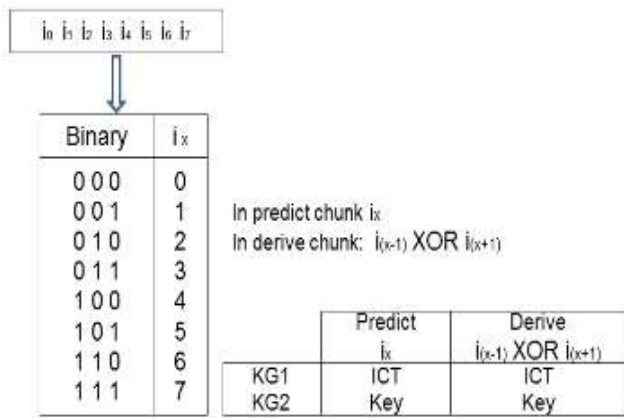 i₀ i₁ i₂ i₃ i₄ i₅ i₆ i₇
Binary iₓ
0 0 0 0
0 0 1 1
0 1 0 2
0 1 1 3
1 0 0 4
1 0 1 5
1 1 0 6
1 1 1 7
In predict chunk iₓ
In derive chunk: i₍ₓ₋₁₎ XOR i₍ₓ₊₁₎
Predict Derive
iₓ i₍ₓ₋₁₎ XOR i₍ₓ₊₁₎
KG1 ICT ICT
KG2 Key Key